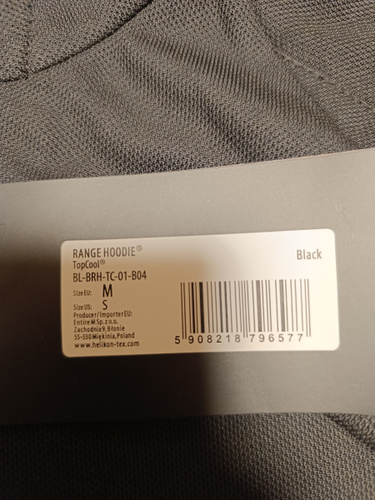 RANGE HOODIE®
Black
TopCool®
BL-BRH-TC-01-B04
Size EU: M
Size US: S
Producer/Importer EU:
Entire M Sp. z o.o.
Zachodnia 9, Błonie
55-330 Miękinia, Poland
www.helikon-tex.com
5 908218 796577